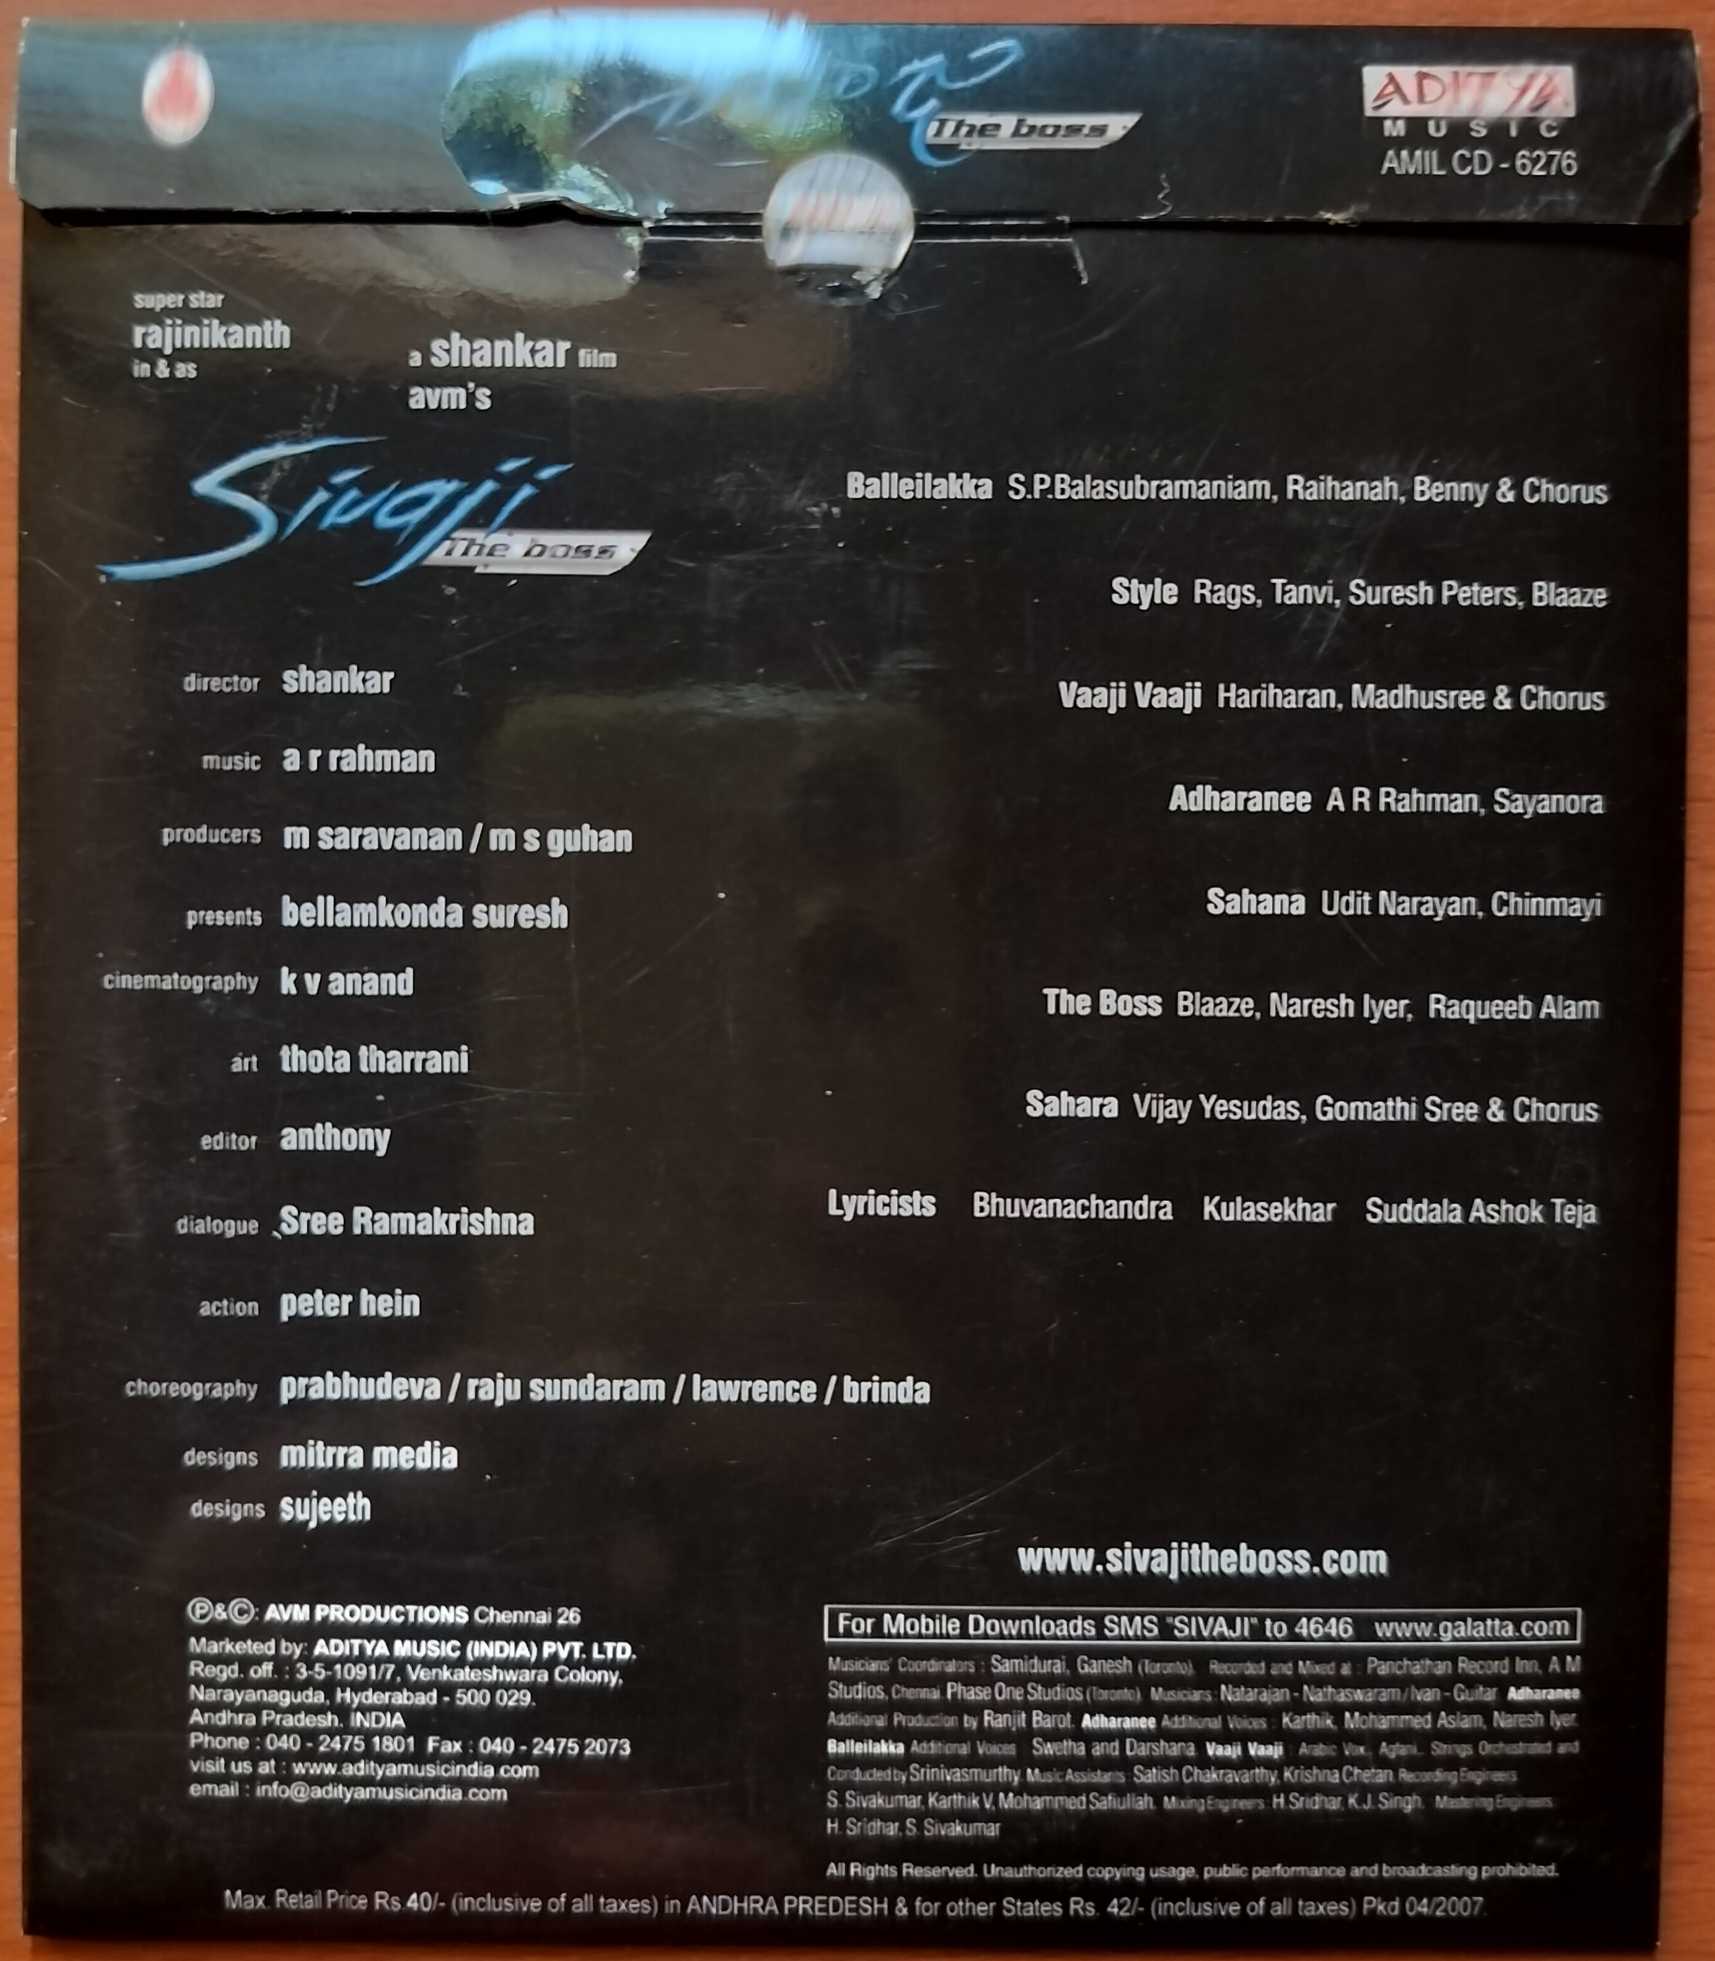 The boss
ADITYA
MUSIC
AMIL CD - 6276
super star
rajinikanth
in & as
a shankar film
avm's
Sivaji
The boss
director shankar
music a r rahman
producers m saravanan / m s guhan
presents bellamkonda suresh
cinematography k v anand
art thota tharrani
editor anthony
dialogue Sree Ramakrishna
action peter hein
choreography prabhudeva / raju sundaram / lawrence / brinda
designs mitrra media
designs sujeeth
Balleilakka S.P.Balasubramaniam, Raihanah, Benny & Chorus
Style Rags, Tanvi, Suresh Peters, Blaaze
Vaaji Vaaji Hariharan, Madhusree & Chorus
Adharanee A R Rahman, Sayanora
Sahana Udit Narayan, Chinmayi
The Boss Blaaze, Naresh Iyer, Raqueeb Alam
Sahara Vijay Yesudas, Gomathi Sree & Chorus
Lyricists Bhuvanachandra Kulasekhar Suddala Ashok Teja
www.sivajitheboss.com
Ⓟ&©: AVM PRODUCTIONS Chennai 26
Marketed by: ADITYA MUSIC (INDIA) PVT. LTD.
Regd. off. : 3-5-1091/7, Venkateshwara Colony,
Narayanaguda, Hyderabad - 500 029.
Andhra Pradesh. INDIA
Phone : 040 - 2475 1801 Fax : 040 - 2475 2073
visit us at : www.adityamusicindia.com
email : info@adityamusicindia.com
For Mobile Downloads SMS "SIVAJI" to 4646 www.galatta.com
Musicians' Coordinators : Samidurai, Ganesh (Toronto). Recorded and Mixed at : Panchathan Record Inn, A M
Studios, Chennai. Phase One Studios (Toronto). Musicians : Natarajan - Nathaswaram / Ivan - Guitar Adharanee
Additional Production by Ranjit Barot. Adharanee Additional Voices : Karthik, Mohammed Aslam, Naresh Iyer.
Balleilakka Additional Voices : Swetha and Darshana. Vaaji Vaaji : Arabic Vox., Agtani.. Strings Orchestrated and
Conducted by Srinivasmurthy. Music Assistants : Satish Chakravarthy, Krishna Chetan. Recording Engineers
S. Sivakumar, Karthik V, Mohammed Safiullah. Mixing Engineers : H Sridhar, K.J. Singh. Mastering Engineers
H. Sridhar, S. Sivakumar
All Rights Reserved. Unauthorized copying usage, public performance and broadcasting prohibited.
Max. Retail Price Rs.40/- (inclusive of all taxes) in ANDHRA PREDESH & for other States Rs. 42/- (inclusive of all taxes) Pkd 04/2007.